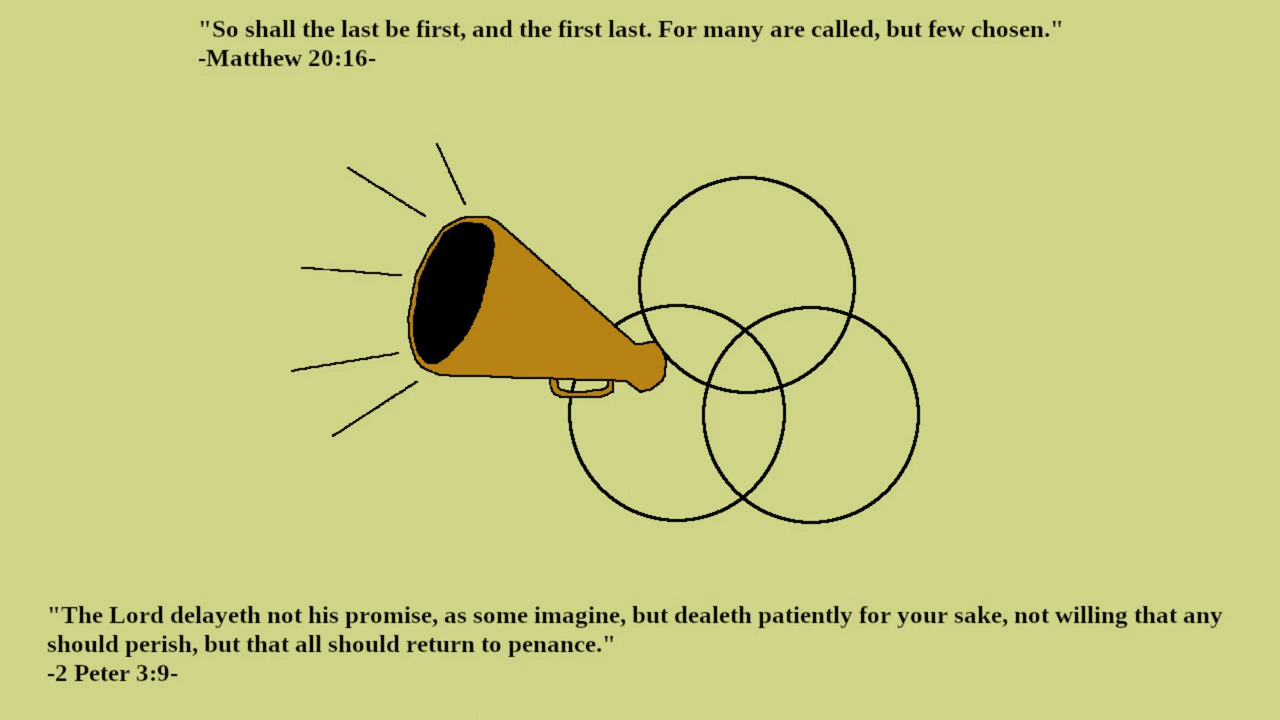 "So shall the last be first, and the first last. For many are called, but few chosen."
-Matthew 20:16-
"The Lord delayeth not his promise, as some imagine, but dealeth patiently for your sake, not willing that any
should perish, but that all should return to penance."
-2 Peter 3:9-